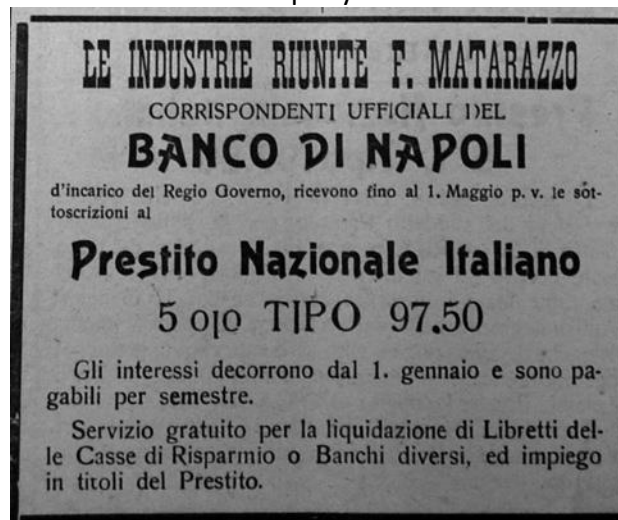 LE INDUSTRIE RIUNITE F. MATARAZZO
CORRISPONDENTI UFFICIALI DEL
BANCO DI NAPOLI
d'incarico del Regio Governo, ricevono fino al 1. Maggio p. v. le sot-
toscrizioni al
Prestito Nazionale Italiano
5 o|o TIPO 97.50
Gli interessi decorrono dal 1. gennaio e sono pa-
gabili per semestre.
Servizio gratuito per la liquidazione di Libretti del-
le Casse di Risparmio o Banchi diversi, ed impiego
in titoli del Prestito.